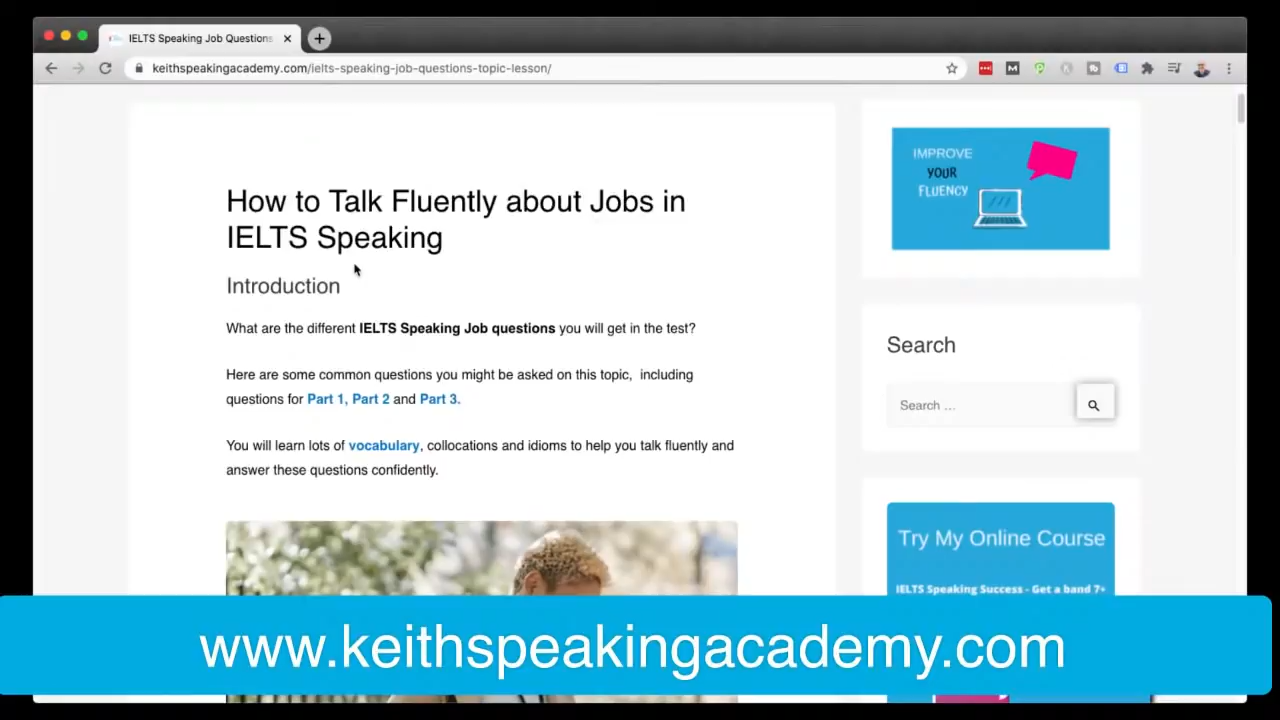 IELTS Speaking Job Questions
keithspeakingacademy.com/ielts-speaking-job-questions-topic-lesson/
How to Talk Fluently about Jobs in
IELTS Speaking
Introduction
What are the different IELTS Speaking Job questions you will get in the test?
Here are some common questions you might be asked on this topic, including
questions for Part 1, Part 2 and Part 3.
You will learn lots of vocabulary, collocations and idioms to help you talk fluently and
answer these questions confidently.
IMPROVE
YOUR
FLUENCY
Search
Search ...
Try My Online Course
IELTS Speaking Success - Get a band 7+
www.keithspeakingacademy.com